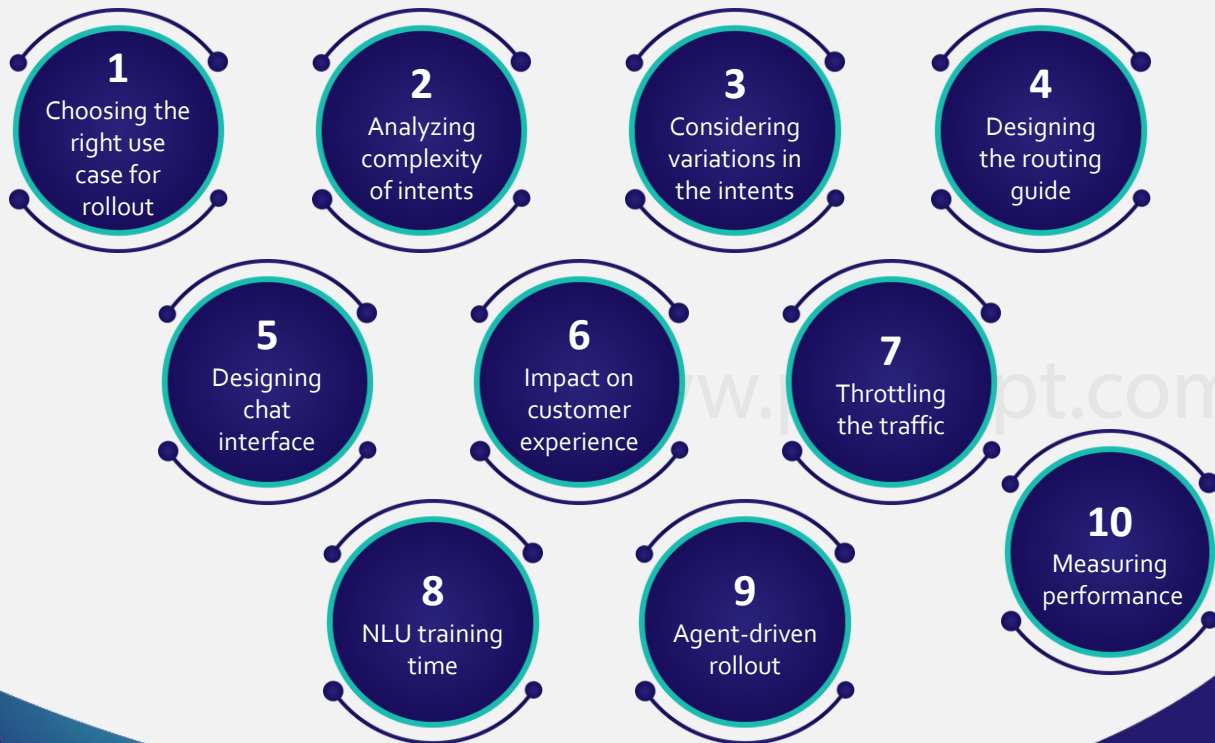 1
Choosing the
right use
case for
rollout
2
Analyzing
complexity
of intents
3
Considering
variations in
the intents
4
Designing
the routing
guide
5
Designing
chat
interface
6
Impact on
customer
experience
7
Throttling
the traffic
8
NLU training
time
9
Agent-driven
rollout
10
Measuring
performance